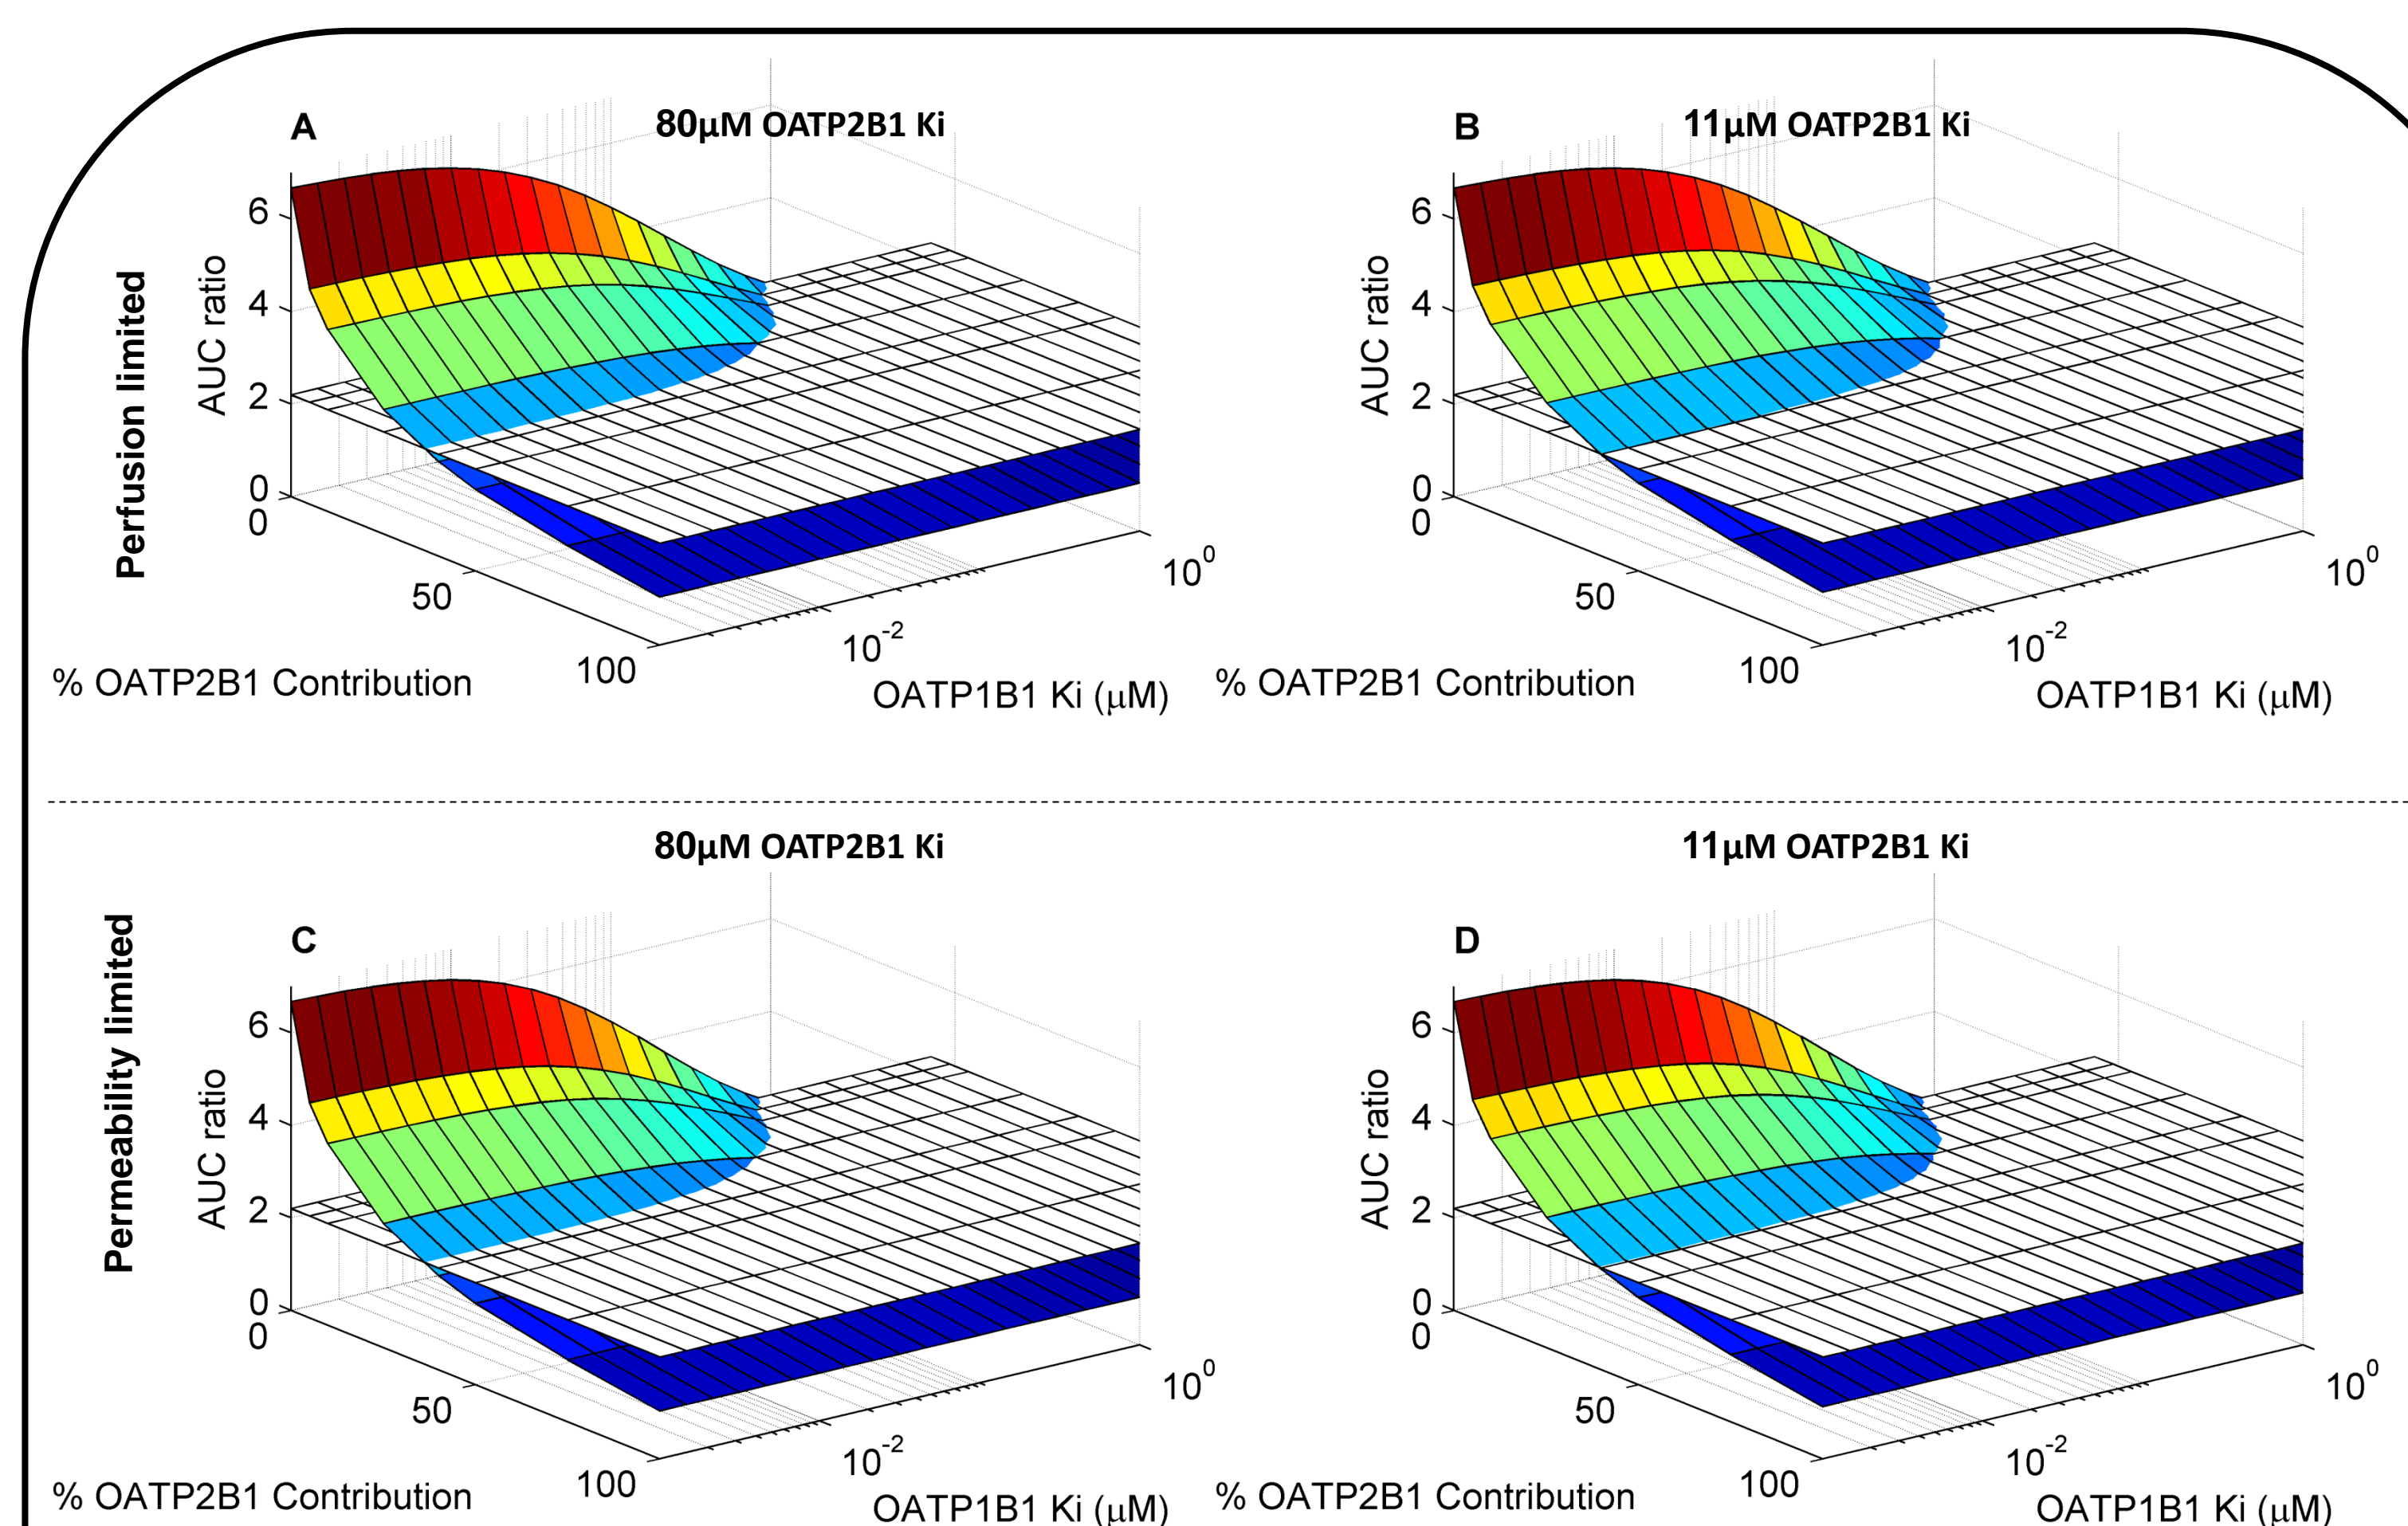 A
80µM OATP2B1 Ki
B
11µM OATP2B1 Ki
Perfusion limited
AUC ratio
6
4
2
0
0
50
100
% OATP2B1 Contribution
10^-2
10^0
OATP1B1 Ki (µM)
AUC ratio
6
4
2
0
0
50
100
% OATP2B1 Contribution
10^-2
10^0
OATP1B1 Ki (µM)
80µM OATP2B1 Ki
11µM OATP2B1 Ki
C
D
Permeability limited
AUC ratio
6
4
2
0
0
50
100
% OATP2B1 Contribution
10^-2
10^0
OATP1B1 Ki (µM)
AUC ratio
6
4
2
0
0
50
100
% OATP2B1 Contribution
10^-2
10^0
OATP1B1 Ki (µM)